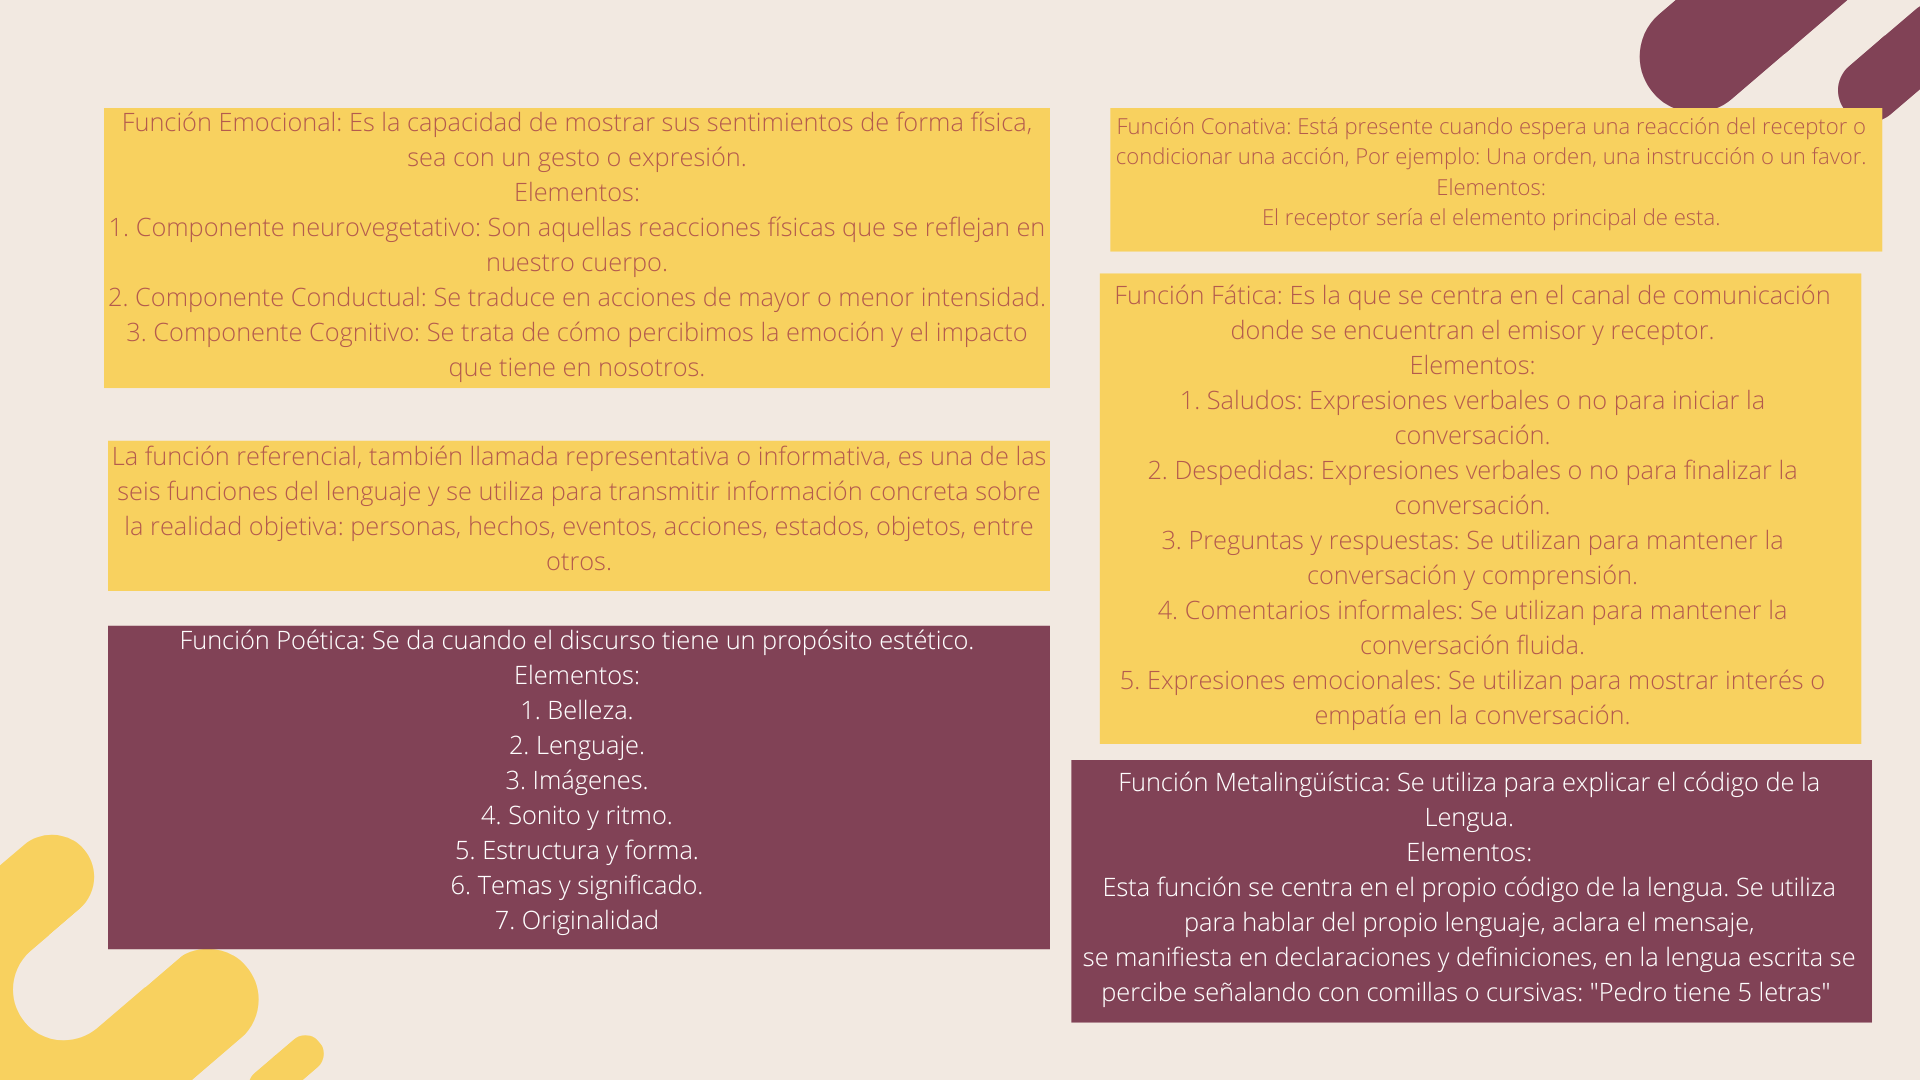 Función Emocional: Es la capacidad de mostrar sus sentimientos de forma física,
sea con un gesto o expresión.
Elementos:
1. Componente neurovegetativo: Son aquellas reacciones físicas que se reflejan en
nuestro cuerpo.
2. Componente Conductual: Se traduce en acciones de mayor o menor intensidad.
3. Componente Cognitivo: Se trata de cómo percibimos la emoción y el impacto
que tiene en nosotros.
La función referencial, también llamada representativa o informativa, es una de las
seis funciones del lenguaje y se utiliza para transmitir información concreta sobre
la realidad objetiva: personas, hechos, eventos, acciones, estados, objetos, entre
otros.
Función Poética: Se da cuando el discurso tiene un propósito estético.
Elementos:
1. Belleza.
2. Lenguaje.
3. Imágenes.
4. Sonito y ritmo.
5. Estructura y forma.
6. Temas y significado.
7. Originalidad
Función Conativa: Está presente cuando espera una reacción del receptor o
condicionar una acción, Por ejemplo: Una orden, una instrucción o un favor.
Elementos:
El receptor sería el elemento principal de esta.
Función Fática: Es la que se centra en el canal de comunicación
donde se encuentran el emisor y receptor.
Elementos:
1. Saludos: Expresiones verbales o no para iniciar la
conversación.
2. Despedidas: Expresiones verbales o no para finalizar la
conversación.
3. Preguntas y respuestas: Se utilizan para mantener la
conversación y comprensión.
4. Comentarios informales: Se utilizan para mantener la
conversación fluida.
5. Expresiones emocionales: Se utilizan para mostrar interés o
empatía en la conversación.
Función Metalingüística: Se utiliza para explicar el código de la
Lengua.
Elementos:
Esta función se centra en el propio código de la lengua. Se utiliza
para hablar del propio lenguaje, aclara el mensaje,
se manifiesta en declaraciones y definiciones, en la lengua escrita se
percibe señalando con comillas o cursivas: "Pedro tiene 5 letras"